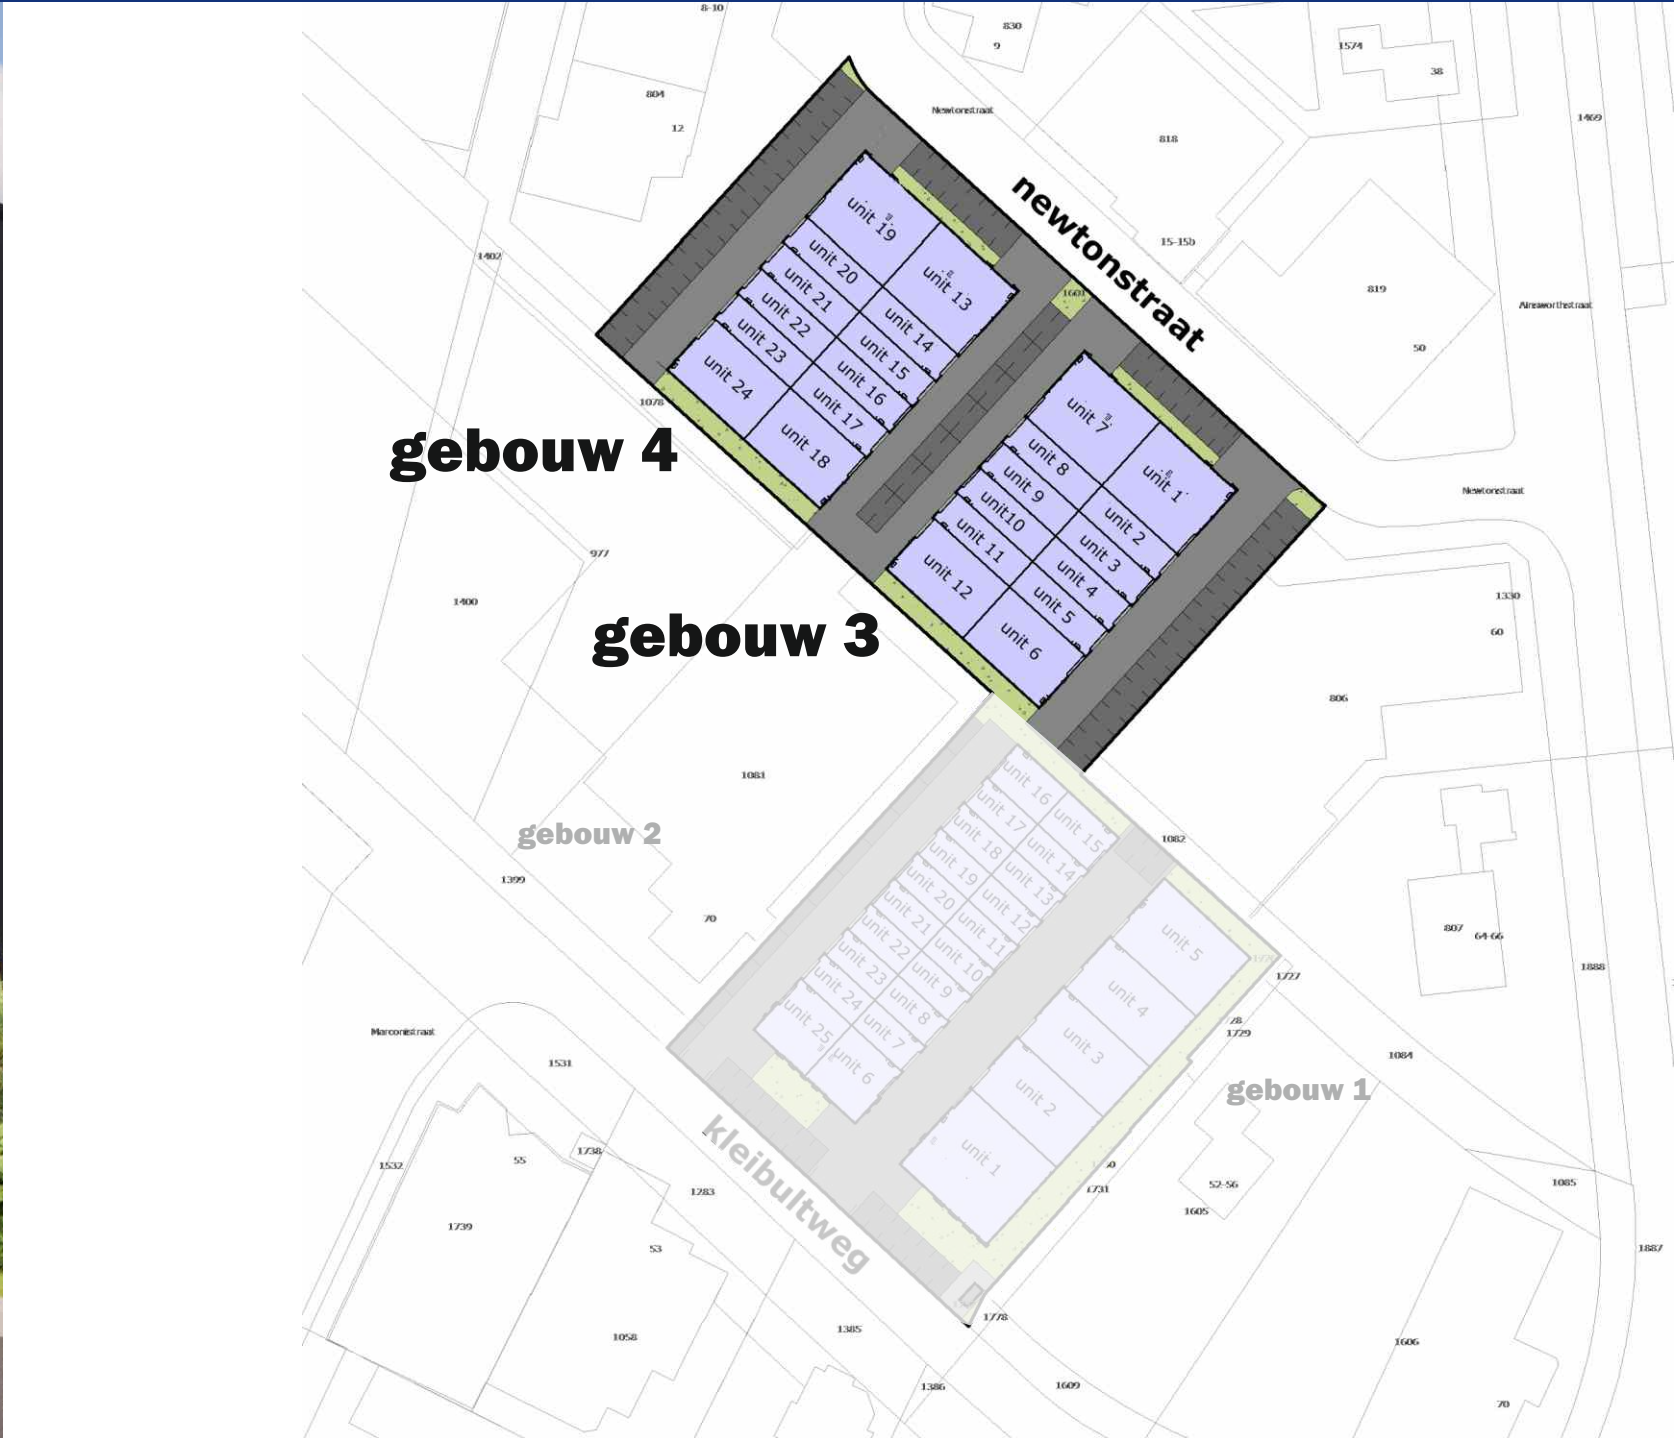 8-10
830
9
1574
38
804
12
Newtonstraat
818
1469
newtonstraat
15-15b
1402
819
Ainsworthstraat
50
1601
unit 19
unit 13
unit 20
unit 14
unit 21
unit 15
unit 22
unit 16
unit 23
unit 17
unit 24
unit 18
1078
gebouw 4
unit 7
unit 1
unit 8
unit 2
unit 9
unit 3
unit10
unit 4
unit 11
unit 5
unit 12
unit 6
gebouw 3
Newtonstraat
977
1400
1330
60
806
1081
gebouw 2
1082
1399
70
unit 16
unit 15
unit 17
unit 14
unit 18
unit 13
unit 19
unit 12
unit 20
unit 11
unit 21
unit 10
unit 22
unit 9
unit 23
unit 8
unit 24
unit 7
unit 25
unit 6
unit 5
unit 4
unit 3
unit 2
unit 1
807
64-66
1727
1888
1729
1084
gebouw 1
Marconistraat
1531
kleibultweg
1532
55
1738
1283
1731
52-56
1605
1085
1739
53
1887
1778
1058
1385
1606
1386
1609
70